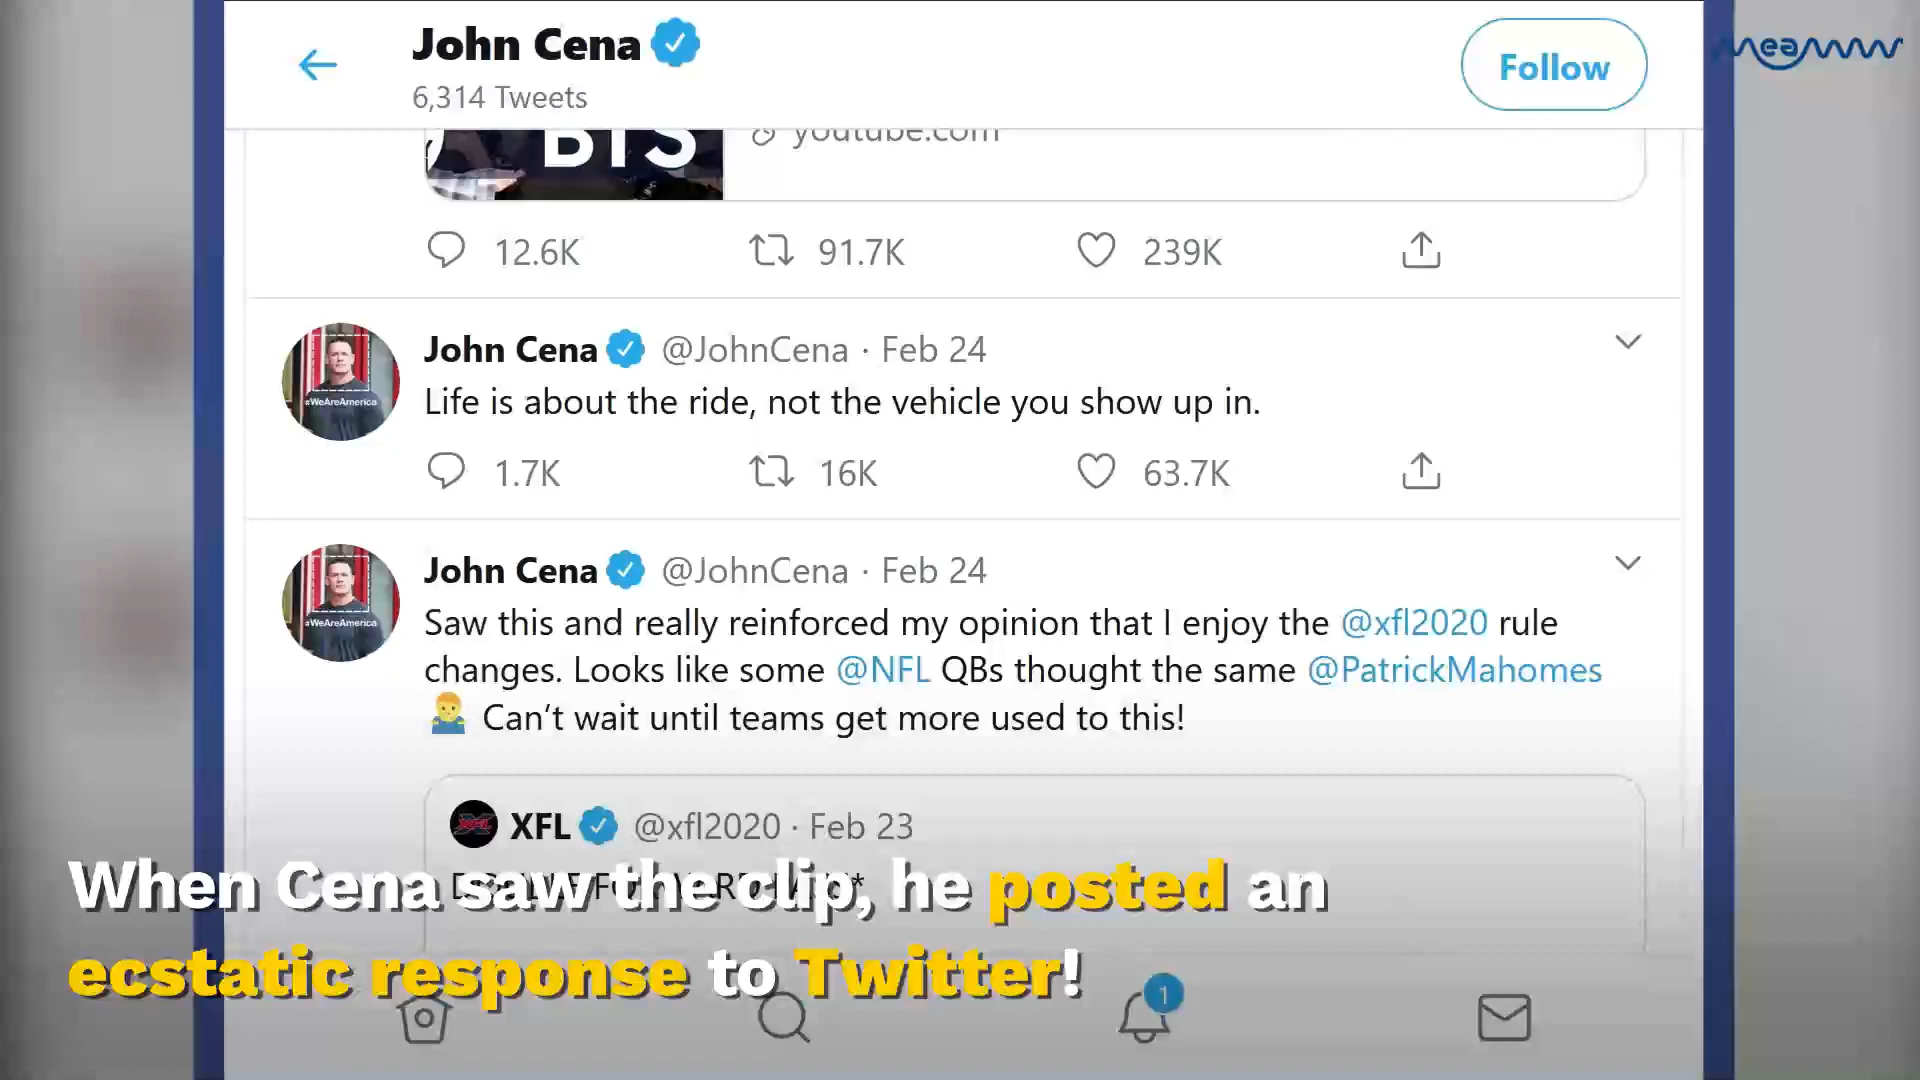 John Cena
6,314 Tweets
Follow
meaww
BTS
youtube.com
12.6K 91.7K 239K
John Cena @JohnCena · Feb 24
Life is about the ride, not the vehicle you show up in.
#WeAreAmerica
1.7K 16K 63.7K
John Cena @JohnCena · Feb 24
Saw this and really reinforced my opinion that I enjoy the @xfl2020 rule
#WeAreAmerica
changes. Looks like some @NFL QBs thought the same @PatrickMahomes
🤷‍♂️ Can’t wait until teams get more used to this!
XFL @xfl2020 · Feb 23
When Cena saw the clip, he posted an
ecstatic response to Twitter!
1